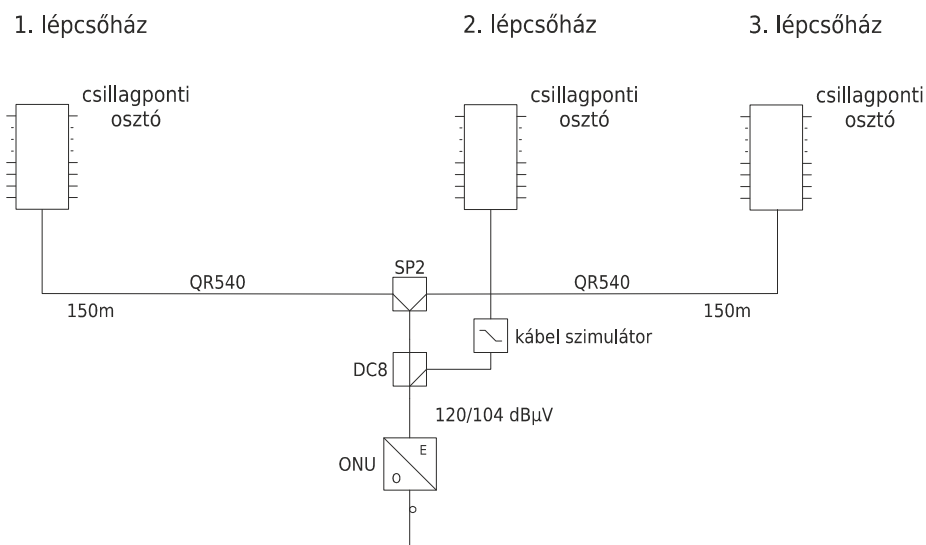 1. lépcsőház
2. lépcsőház
3. lépcsőház
csillagponti
osztó
csillagponti
osztó
csillagponti
osztó
SP2
QR540
QR540
150m
150m
kábel szimulátor
DC8
120/104 dBµV
ONU
E
O